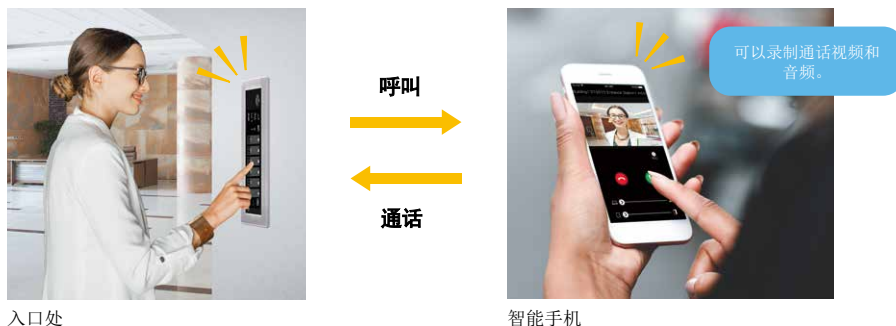 可以录制通话视频和
音频。
呼叫
通话
入口处
智能手机